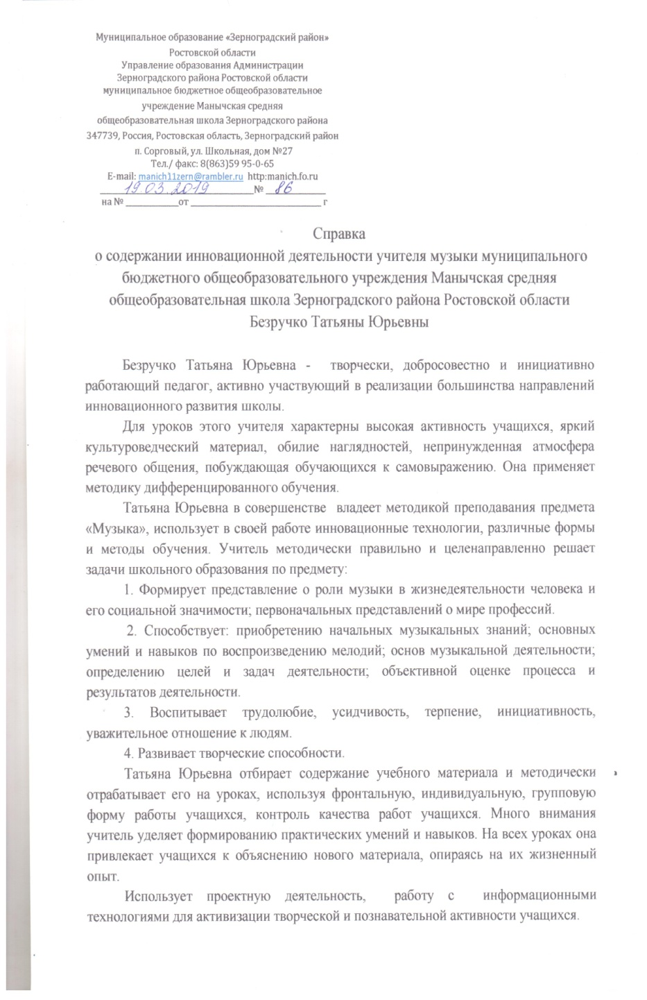 Муниципальное образование «Зерноградский район»
Ростовской области
Управление образования Администрации
Зерноградского района Ростовской области
муниципальное бюджетное общеобразовательное
учреждение Манычская средняя
общеобразовательная школа Зерноградского района
347739, Россия, Ростовская область, Зерноградский район
п. Сорговый, ул. Школьная, дом №27
Тел./ факс: 8(863)59 95-0-65
E-mail: manich11zern@rambler.ru http:manich.fo.ru
19.03.2019 № 86
на № ____________от _______________________ г
Справка
о содержании инновационной деятельности учителя музыки муниципального
бюджетного общеобразовательного учреждения Манычская средняя
общеобразовательная школа Зерноградского района Ростовской области
Безручко Татьяны Юрьевны
Безручко Татьяна Юрьевна - творчески, добросовестно и инициативно
работающий педагог, активно участвующий в реализации большинства направлений
инновационного развития школы.
Для уроков этого учителя характерны высокая активность учащихся, яркий
культуроведческий материал, обилие наглядностей, непринужденная атмосфера
речевого общения, побуждающая обучающихся к самовыражению. Она применяет
методику дифференцированного обучения.
Татьяна Юрьевна в совершенстве владеет методикой преподавания предмета
«Музыка», использует в своей работе инновационные технологии, различные формы
и методы обучения. Учитель методически правильно и целенаправленно решает
задачи школьного образования по предмету:
1. Формирует представление о роли музыки в жизнедеятельности человека и
его социальной значимости; первоначальных представлений о мире профессий.
2. Способствует: приобретению начальных музыкальных знаний; основных
умений и навыков по воспроизведению мелодий; основ музыкальной деятельности;
определению целей и задач деятельности; объективной оценке процесса и
результатов деятельности.
3. Воспитывает трудолюбие, усидчивость, терпение, инициативность,
уважительное отношение к людям.
4. Развивает творческие способности.
Татьяна Юрьевна отбирает содержание учебного материала и методически
отрабатывает его на уроках, используя фронтальную, индивидуальную, групповую
форму работы учащихся, контроль качества работ учащихся. Много внимания
учитель уделяет формированию практических умений и навыков. На всех уроках она
привлекает учащихся к объяснению нового материала, опираясь на их жизненный
опыт.
Использует проектную деятельность, работу с информационными
технологиями для активизации творческой и познавательной активности учащихся.